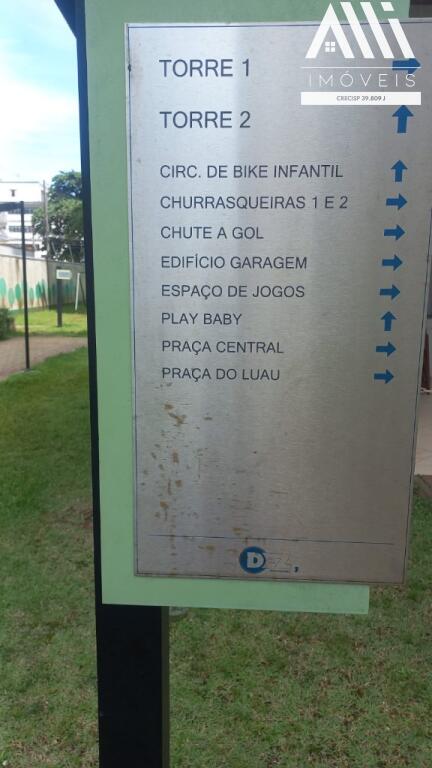 Alli
IMÓVEIS
CRECISP 39.809 J
TORRE 1
TORRE 2
CIRC. DE BIKE INFANTIL
CHURRASQUEIRAS 1 E 2
CHUTE A GOL
EDIFÍCIO GARAGEM
ESPAÇO DE JOGOS
PLAY BABY
PRAÇA CENTRAL
PRAÇA DO LUAU